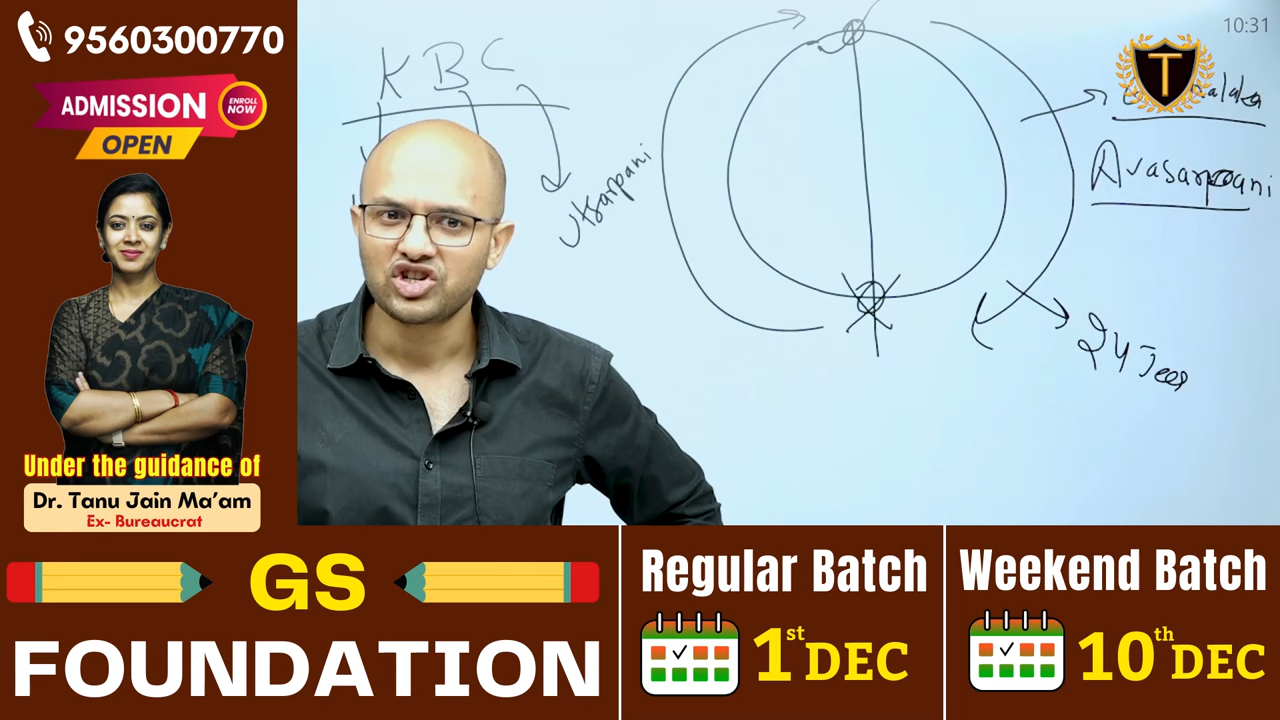 9560300770
ADMISSION
ENROLL
NOW
OPEN
Under the guidance of
Dr. Tanu Jain Ma'am
Ex- Bureaucrat
KBC
Utsarpani
10:31
T
Avasarpani
24 Jeer
GS
FOUNDATION
Regular Batch
1st DEC
Weekend Batch
10th DEC